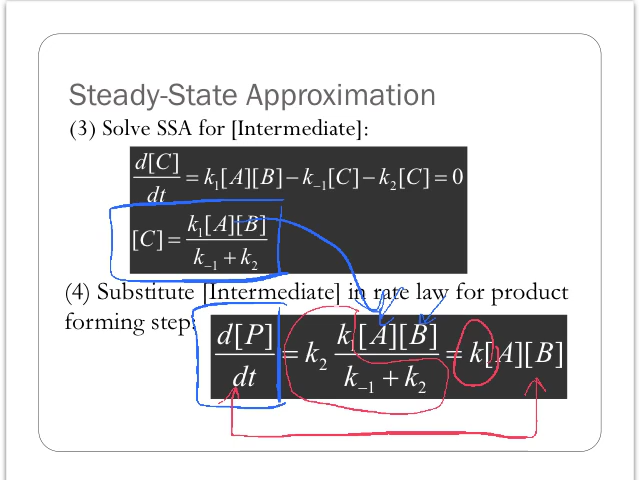 Steady-State Approximation
(3) Solve SSA for [Intermediate]:
d[C]/dt = k₁[A][B] − k₋₁[C] − k₂[C] = 0
[C] = k₁[A][B] / (k₋₁ + k₂)
(4) Substitute [Intermediate] in rate law for product
forming step:
d[P]/dt = k₂ k₁[A][B] / (k₋₁ + k₂) = k[A][B]